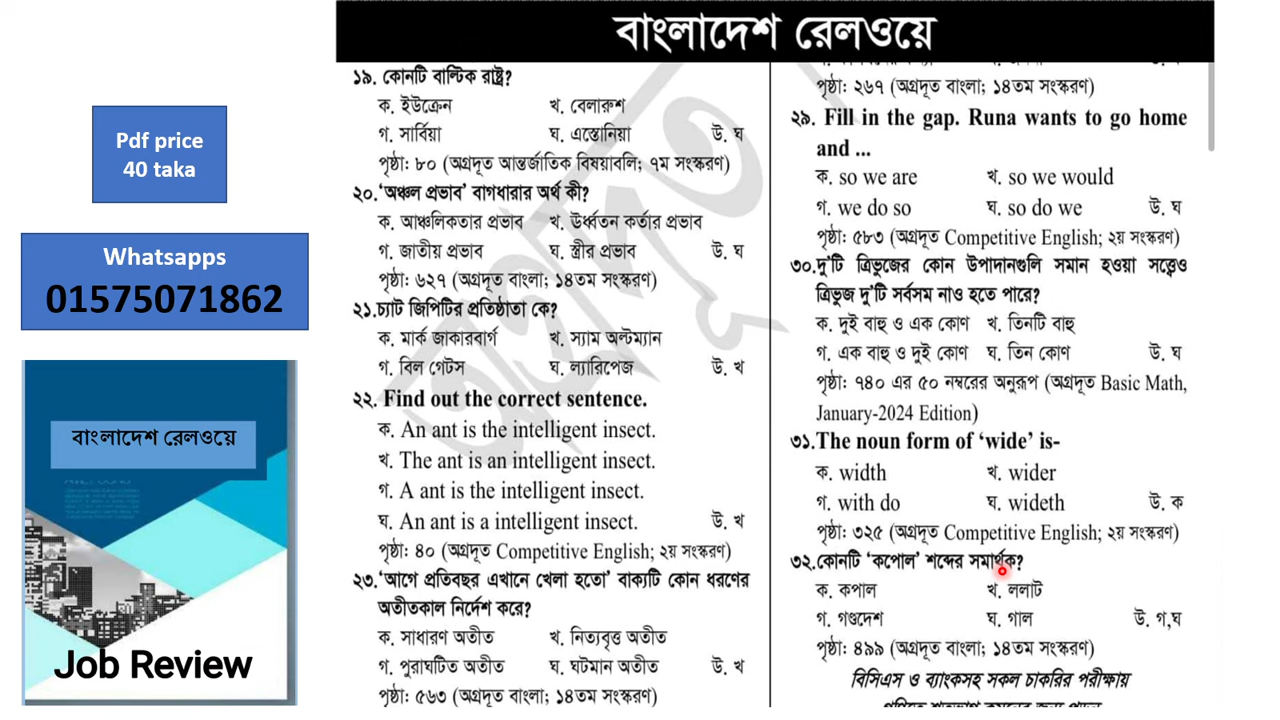 বাংলাদেশ রেলওয়ে
Pdf price
40 taka
Whatsapps
01575071862
বাংলাদেশ রেলওয়ে
Job Review
১৯. কোনটি বাল্টিক রাষ্ট্র?
ক. ইউক্রেন খ. বেলারুশ
গ. সার্বিয়া ঘ. এস্তোনিয়া উ. ঘ
পৃষ্ঠা: ৮০ (অগ্রদূত আন্তর্জাতিক বিষয়াবলি; ৭ম সংস্করণ)
২০.‘অঞ্চল প্রভাব’ বাগধারার অর্থ কী?
ক. আঞ্চলিকতার প্রভাব খ. ঊর্ধ্বতন কর্তার প্রভাব
গ. জাতীয় প্রভাব ঘ. স্ত্রীর প্রভাব উ. ঘ
পৃষ্ঠা: ৬২৭ (অগ্রদূত বাংলা; ১৪তম সংস্করণ)
২১.চ্যাট জিপিটির প্রতিষ্ঠাতা কে?
ক. মার্ক জাকারবার্গ খ. স্যাম অল্টম্যান
গ. বিল গেটস ঘ. ল্যারিপেজ উ. খ
২২. Find out the correct sentence.
ক. An ant is the intelligent insect.
খ. The ant is an intelligent insect.
গ. A ant is the intelligent insect.
ঘ. An ant is a intelligent insect. উ. খ
পৃষ্ঠা: ৪০ (অগ্রদূত Competitive English; ২য় সংস্করণ)
২৩.‘আগে প্রতিবছর এখানে খেলা হতো’ বাক্যটি কোন ধরণের
অতীতকাল নির্দেশ করে?
ক. সাধারণ অতীত খ. নিত্যবৃত্ত অতীত
গ. পুরাঘটিত অতীত ঘ. ঘটমান অতীত উ. খ
পৃষ্ঠা: ৫৬৩ (অগ্রদূত বাংলা; ১৪তম সংস্করণ)
পৃষ্ঠা: ২৬৭ (অগ্রদূত বাংলা; ১৪তম সংস্করণ)
২৯. Fill in the gap. Runa wants to go home
and ...
ক. so we are খ. so we would
গ. we do so ঘ. so do we উ. ঘ
পৃষ্ঠা: ৫৮৩ (অগ্রদূত Competitive English; ২য় সংস্করণ)
৩০.দু’টি ত্রিভুজের কোন উপাদানগুলি সমান হওয়া সত্ত্বেও
ত্রিভুজ দু’টি সর্বসম নাও হতে পারে?
ক. দুই বাহু ও এক কোণ খ. তিনটি বাহু
গ. এক বাহু ও দুই কোণ ঘ. তিন কোণ উ. ঘ
পৃষ্ঠা: ৭৪০ এর ৫০ নম্বরের অনুরূপ (অগ্রদূত Basic Math,
January-2024 Edition)
৩১.The noun form of ‘wide’ is-
ক. width খ. wider
গ. with do ঘ. wideth উ. ক
পৃষ্ঠা: ৩২৫ (অগ্রদূত Competitive English; ২য় সংস্করণ)
৩২.কোনটি ‘কপোল’ শব্দের সমার্থক?
ক. কপাল খ. ললাট
গ. গণ্ডদেশ ঘ. গাল উ. গ,ঘ
পৃষ্ঠা: ৪৯৯ (অগ্রদূত বাংলা; ১৪তম সংস্করণ)
বিসিএস ও ব্যাংকসহ সকল চাকরির পরীক্ষায়
অগ্রদূত